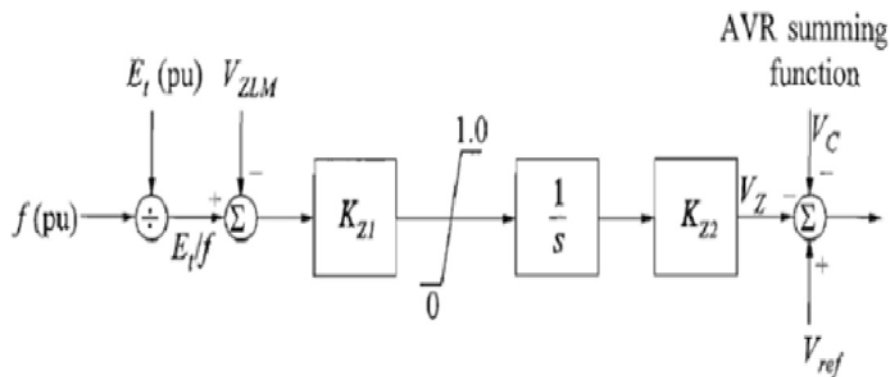 AVR summing
function
E_t (pu) V_ZLM
V_C
1.0
f (pu) ÷ + - Σ K_Z1 1/s K_Z2 V_Z - - Σ
E_t/f
0
+
V_ref